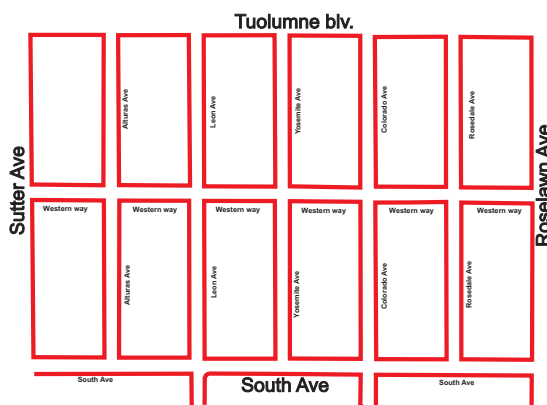 Tuolumne blv.
Sutter Ave
Alturas Ave
Leon Ave
Yosemite Ave
Colorado Ave
Rosedale Ave
Roselawn Ave
Western way
Western way
Western way
Western way
Western way
Western way
Alturas Ave
Leon Ave
Yosemite Ave
Colorado Ave
Rosedale Ave
South Ave
South Ave
South Ave